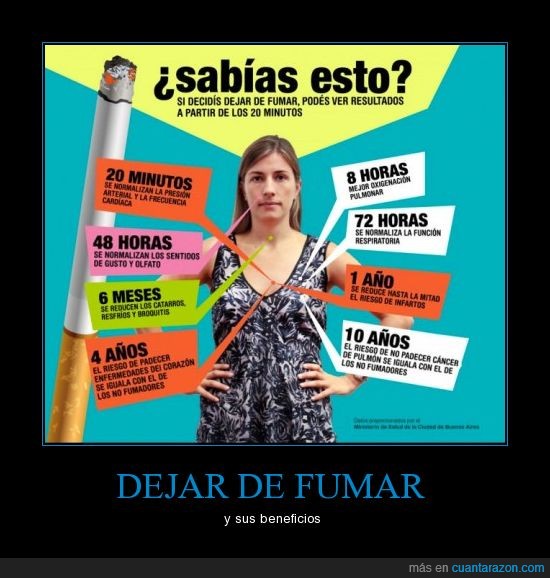 ¿sabías esto?
SI DECIDÍS DEJAR DE FUMAR, PODÉS VER RESULTADOS
A PARTIR DE LOS 20 MINUTOS
20 MINUTOS
SE NORMALIZAN LA PRESIÓN
ARTERIAL Y LA FRECUENCIA
CARDÍACA
8 HORAS
MEJOR OXIGENACIÓN
PULMONAR
48 HORAS
SE NORMALIZAN LOS SENTIDOS
DE GUSTO Y OLFATO
72 HORAS
SE NORMALIZA LA FUNCIÓN
RESPIRATORIA
6 MESES
SE REDUCEN LOS CATARROS,
RESFRIOS Y BROQUITIS
1 AÑO
SE REDUCE HASTA LA MITAD
EL RIESGO DE INFARTOS
4 AÑOS
EL RIESGO DE PADECER
ENFERMEDADES DEl CORAZÓN
SE IGUALA CON EL DE
LOS NO FUMADORES
10 AÑOS
EL RIESGO DE NO PADECER CÁNCER
DE PULMÓN SE IGUALA CON EL DE
LOS NO FUMADORES
Datos proporcionados por el
Ministerio de Salud de la Ciudad de Buenos Aires
DEJAR DE FUMAR
y sus beneficios
más en cuantarazon.com